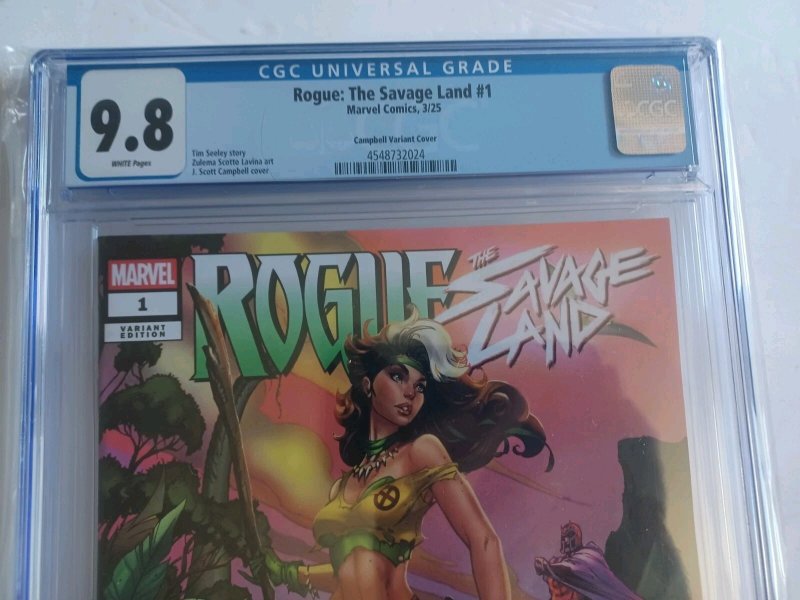 CGC UNIVERSAL GRADE
9.8
WHITE Pages
Rogue: The Savage Land #1
Marvel Comics, 3/25
Campbell Variant Cover
4548732024
Tim Seeley story
Zulema Scotto Lavina art
J. Scott Campbell cover
CGC
MARVEL
1
VARIANT
EDITION
ROGUE
THE
SAVAGE
LAND